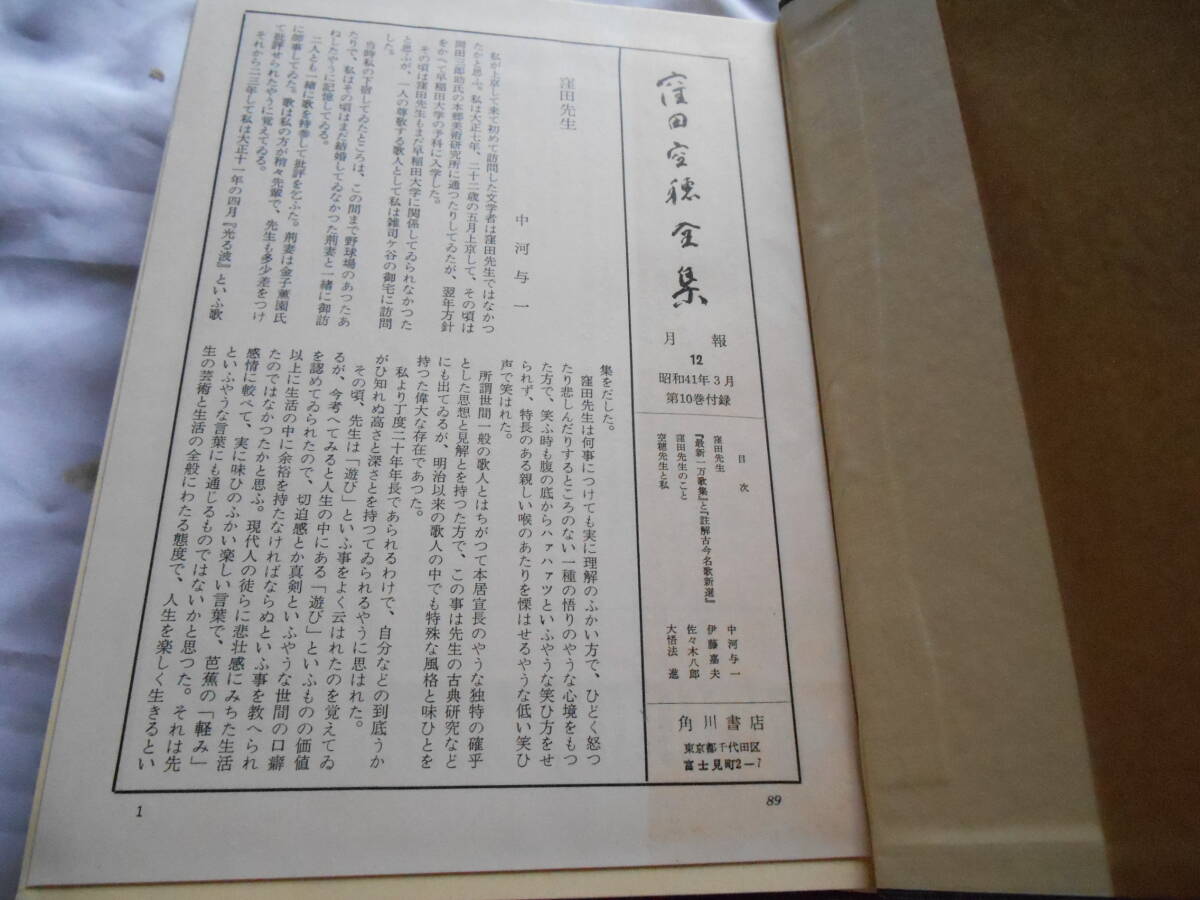 窪田空穂全集
月報
12
昭和41年3月
第10巻付録
目次
窪田先生 中河与一
『最新一万歌集』と『註解古今名歌新選』 伊藤嘉夫
窪田先生のこと 佐々木八郎
空穂先生と私 大悟法進
角川書店
東京都千代田区
富士見町2-7
窪田先生
中河与一
私が上京して来て初めて訪問した文学者は窪田先生ではなかつ
たかと思ふ。私は大正七年、二十二歳の五月上京して、その頃は
岡田三郎助氏の本郷美術研究所に通つたりしてゐたが、翌年方針
をかへて早稲田大学の予科に入学した。
その頃は窪田先生もまだ早稲田大学に関係してゐられなかつた
と思ふが、一人の尊敬する歌人として私は雑司ケ谷の御宅に訪問
した。
当時私の下宿してゐたところは、この間まで野球場のあつたあ
たりで、私はその頃はまだ結婚してゐなかつた荊妻と一緒に御訪
ねしたやうに記憶してゐる。
二人とも一緒に歌を持参して批評を乞ふた。荊妻は金子薫園氏
に師事してゐた。歌は私の方が稍々先輩で、先生も多少差をつけ
て批評せられたやうに覚えてゐる。
それから二三年して私は大正十一年の四月『光る波』といふ歌
集をだした。
窪田先生は何事につけても実に理解のふかい方で、ひどく怒つ
たり悲しんだりするところのない一種の悟りのやうな心境をもつ
た方で、笑ふ時も腹の底からハァハァツといふやうな笑ひ方をせ
られず、特長のある親しい喉のあたりを慄はせるやうな低い笑ひ
声で笑はれた。
所謂世間一般の歌人とはちがつて本居宣長のやうな独特の確乎
とした思想と見解とを持つた方で、この事は先生の古典研究など
にも出てゐるが、明治以来の歌人の中でも特殊な風格と味ひとを
持つた偉大な存在であつた。
私より丁度二十年年長であられるわけで、自分などの到底うか
がひ知れぬ高さと深さとを持つてゐられるやうに思はれた。
その頃、先生は「遊び」といふ事をよく云はれたのを覚えてゐ
るが、今考へてみると人生の中にある「遊び」といふものの価値
を認めてゐられたので、切迫感とか真剣といふやうな世間の口癖
以上に生活の中に余裕を持たなければならぬといふ事を教へられ
たのではなかつたかと思ふ。現代人の徒らに悲壮感にみちた生活
感情に較べて、実に味ひのふかい楽しい言葉で、芭蕉の「軽み」
といふやうな言葉にも通じるものではないかと思つた。それは先
生の芸術と生活の全般にわたる態度で、人生を楽しく生きるとい
89
1